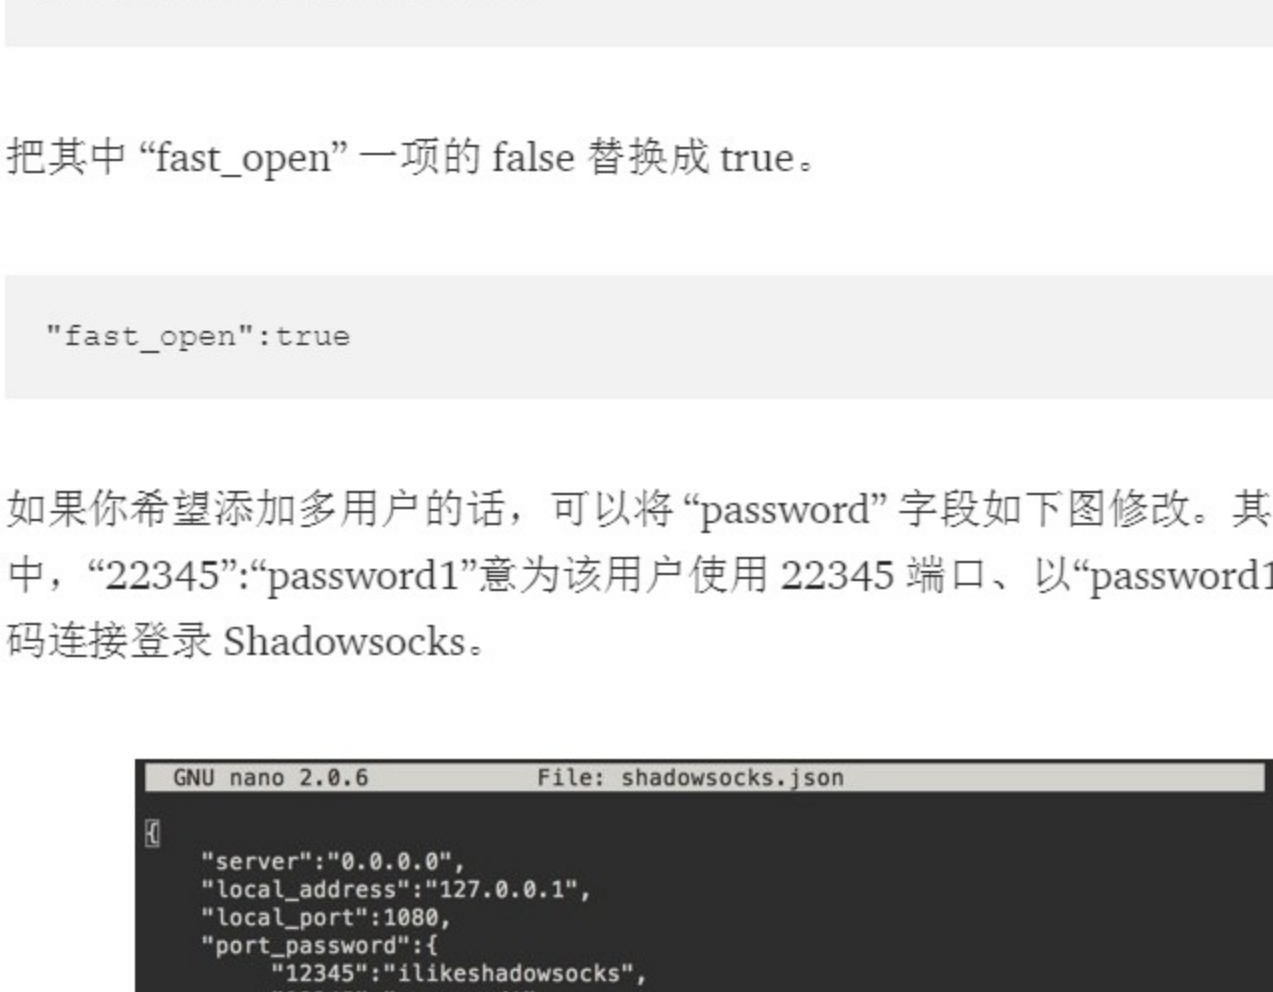 把其中 “fast_open” 一项的 false 替换成 true。
"fast_open":true
如果你希望添加多用户的话，可以将 “password” 字段如下图修改。其
中，“22345”:“password1”意为该用户使用 22345 端口、以“password1
码连接登录 Shadowsocks。
GNU nano 2.0.6 File: shadowsocks.json
{
"server":"0.0.0.0",
"local_address":"127.0.0.1",
"local_port":1080,
"port_password":{
"12345":"ilikeshadowsocks",